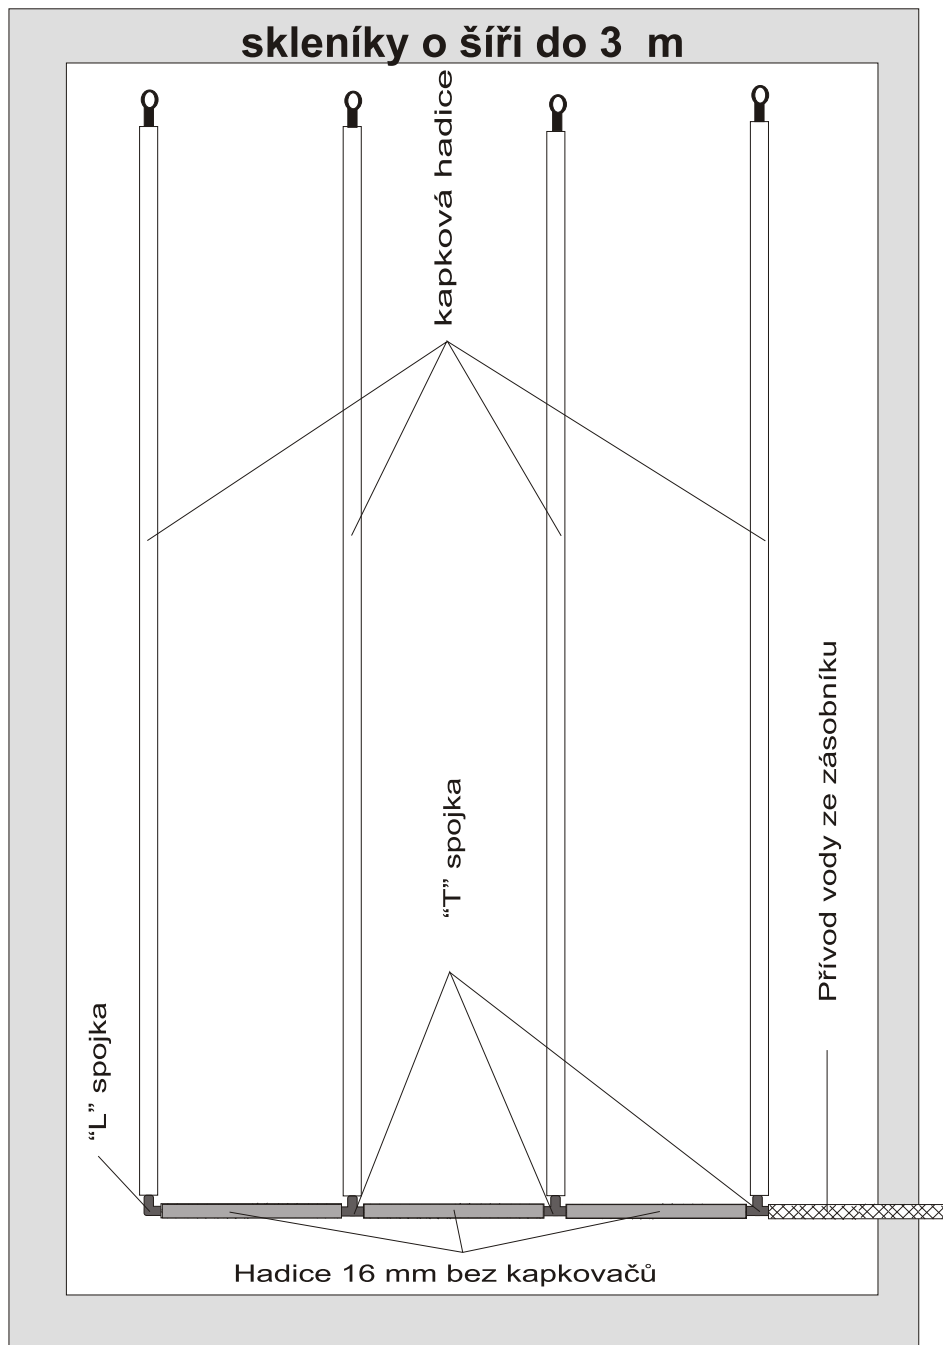 skleníky o šíři do 3 m
kapková hadice
Přívod vody ze zásobníku
“T” spojka
“L” spojka
Hadice 16 mm bez kapkovačů